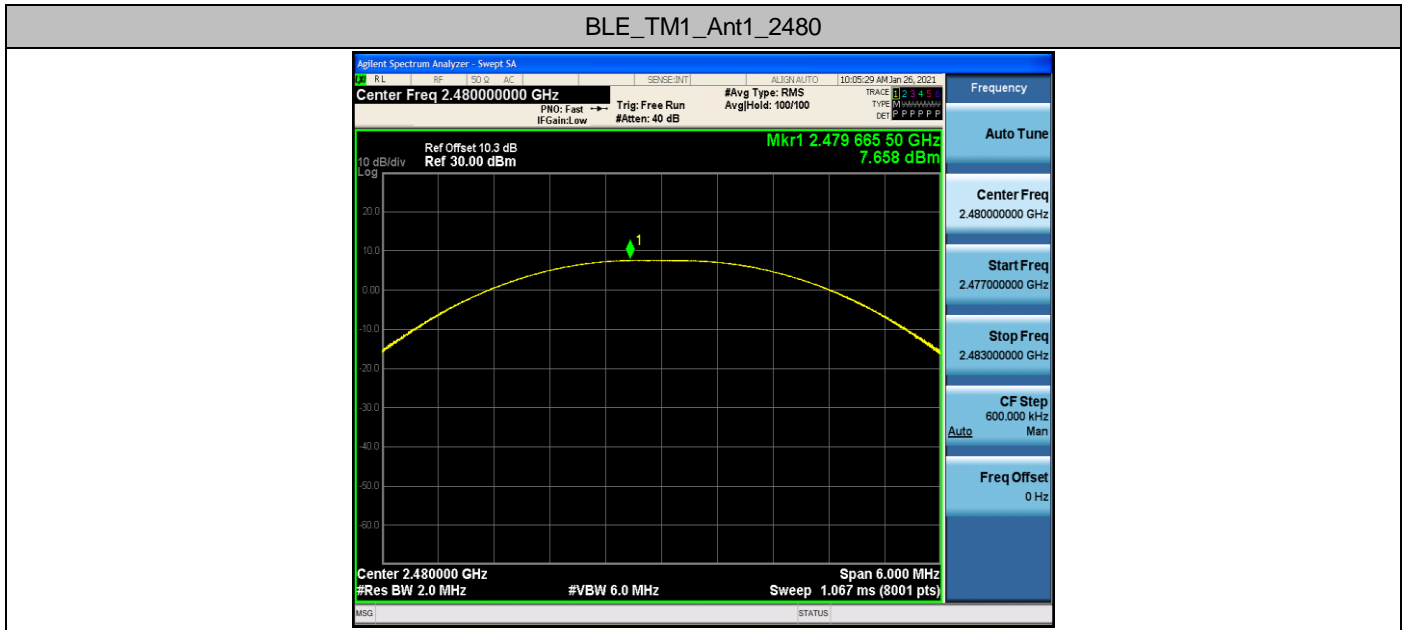 BLE_TM1_Ant1_2480
Agilent Spectrum Analyzer - Swept SA
RL RF 50 Ω AC SENSE:INT ALIGNAUTO 10:05:29 AM Jan 26, 2021
Center Freq 2.480000000 GHz
PNO: Fast
IFGain:Low
Trig: Free Run
#Atten: 40 dB
#Avg Type: RMS
Avg|Hold: 100/100
TRACE 1 2 3 4 5 6
TYPE M
DET P P P P P P
Mkr1 2.479 665 50 GHz
7.658 dBm
Ref Offset 10.3 dB
10 dB/div Ref 30.00 dBm
Log
20.0
1
10.0
0.00
-10.0
-20.0
-30.0
-40.0
-50.0
-60.0
Center 2.480000 GHz Span 6.000 MHz
#Res BW 2.0 MHz #VBW 6.0 MHz Sweep 1.067 ms (8001 pts)
MSG STATUS
Frequency
Auto Tune
Center Freq
2.480000000 GHz
Start Freq
2.477000000 GHz
Stop Freq
2.483000000 GHz
CF Step
600.000 kHz
Auto Man
Freq Offset
0 Hz